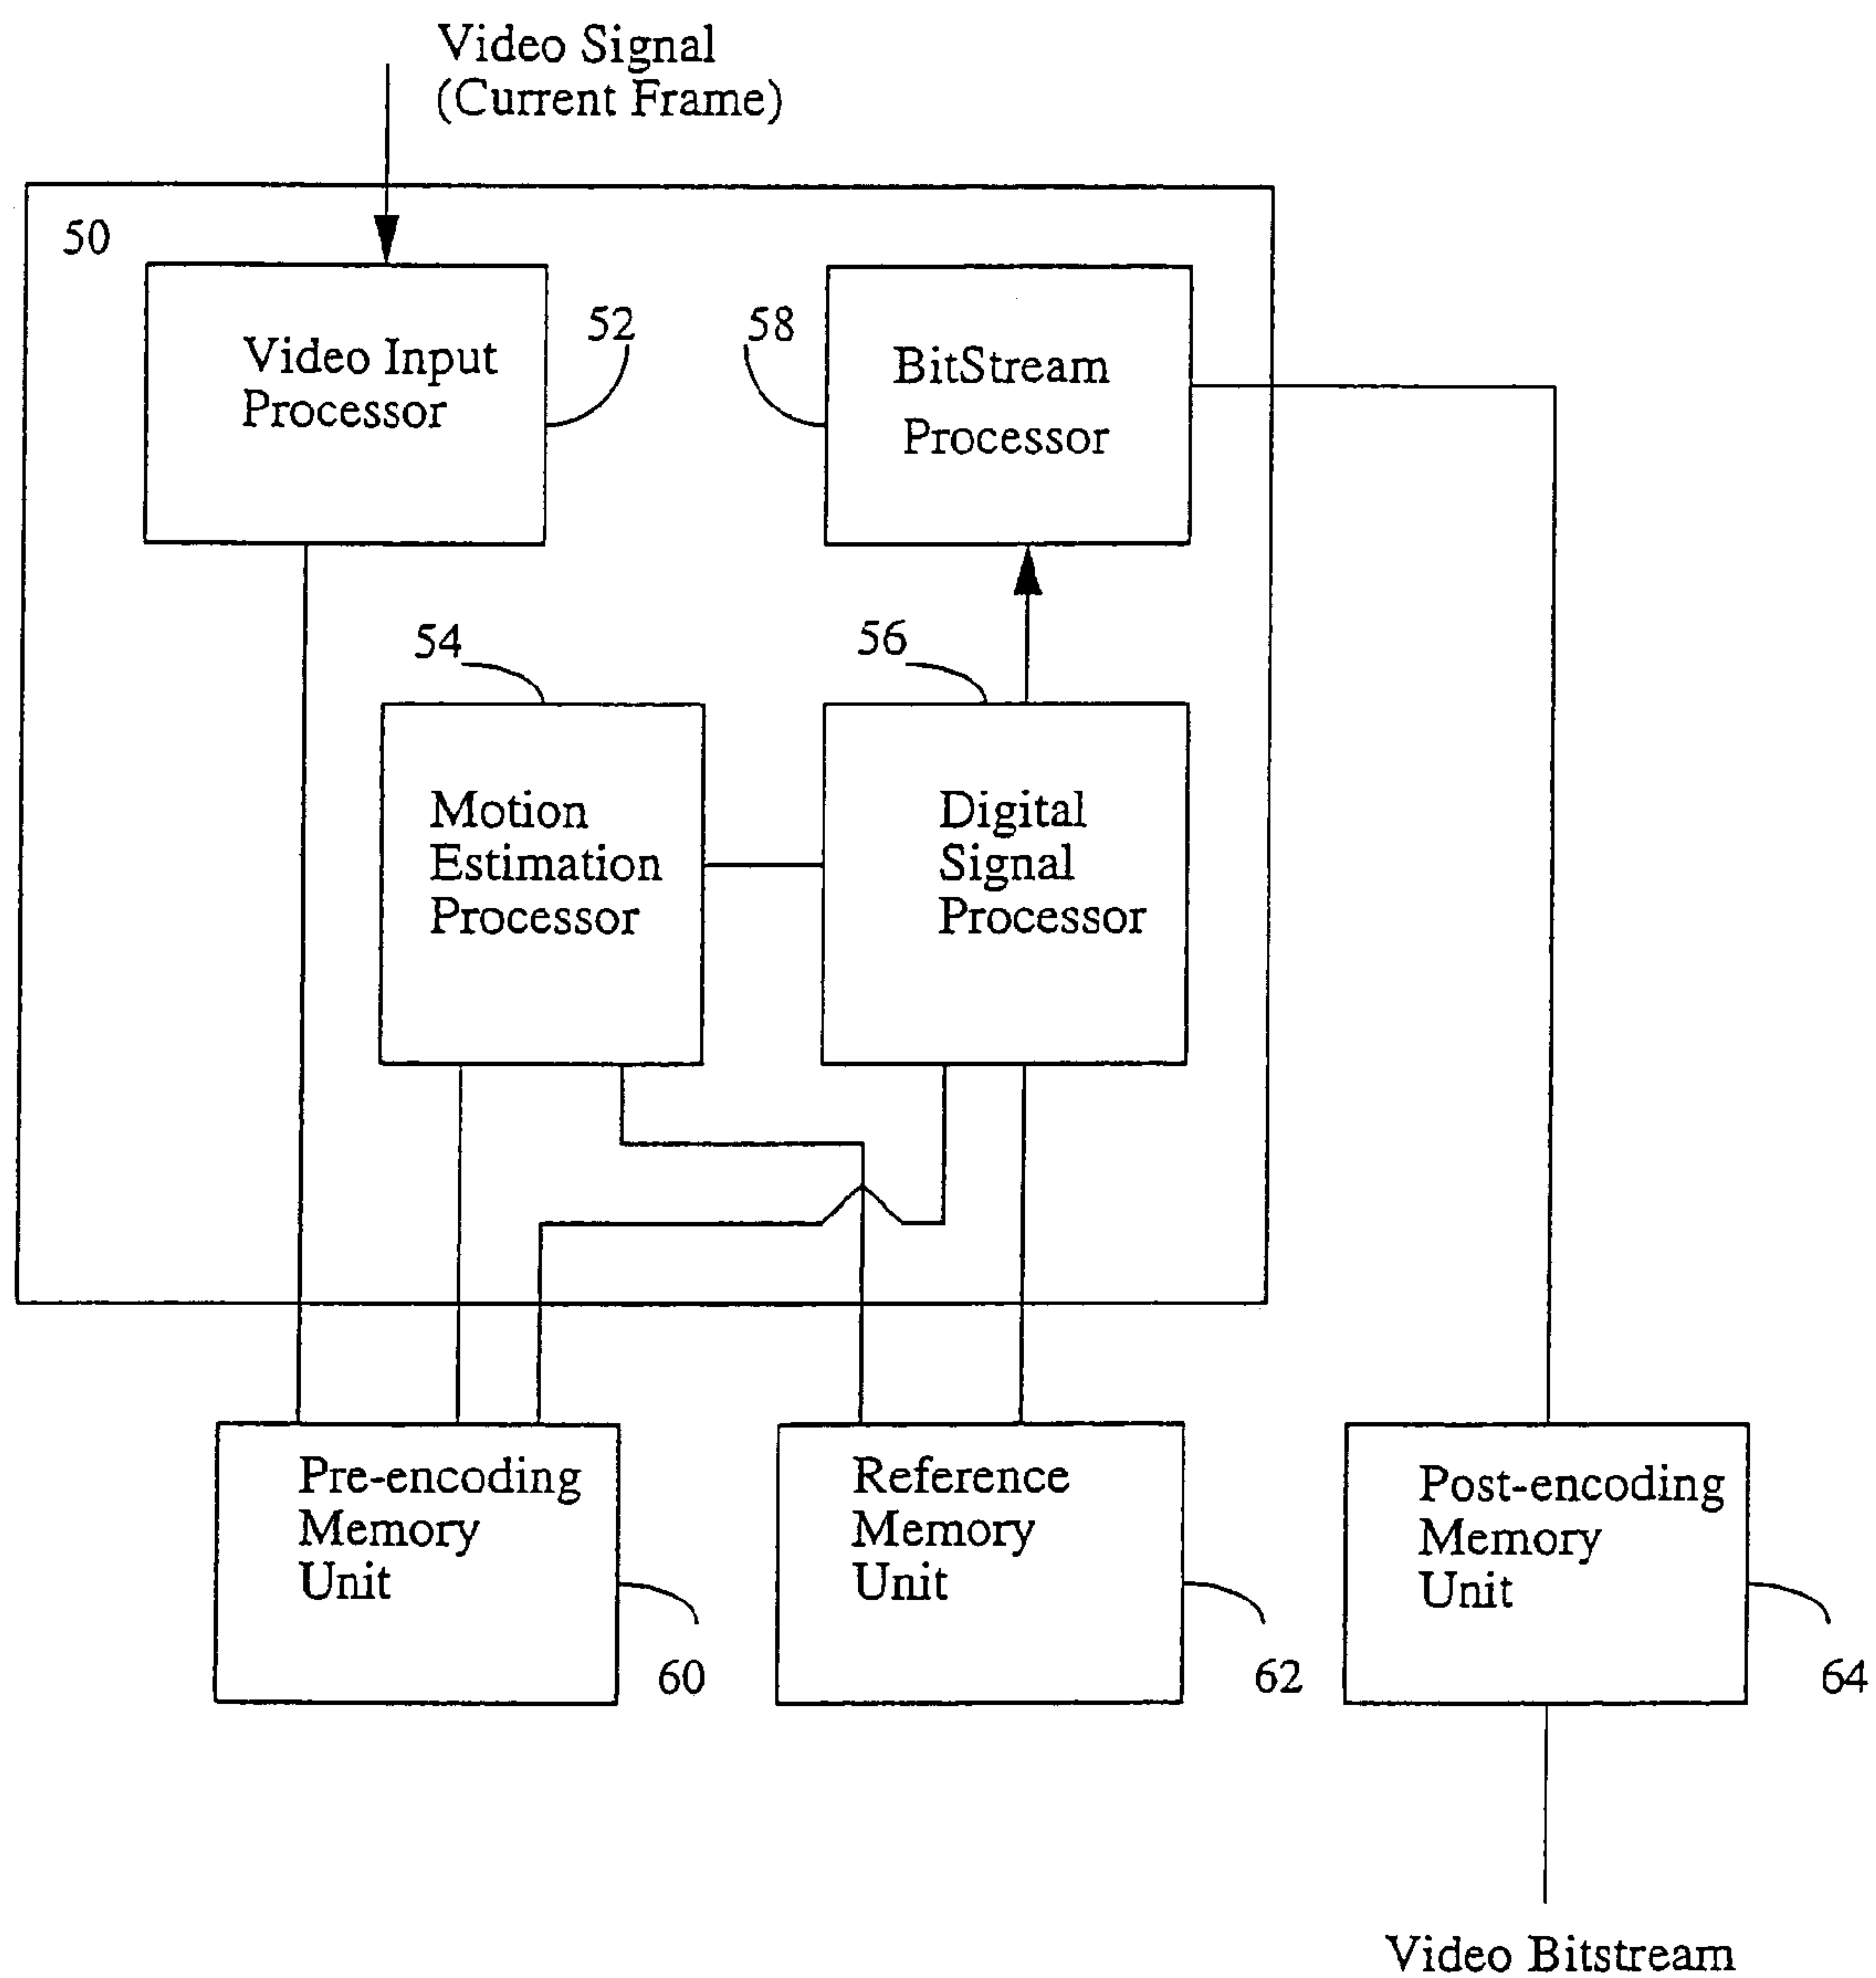 Video Signal
(Current Frame)
50
Video Input
Processor
52
58
BitStream
Processor
54
56
Motion
Estimation
Processor
Digital
Signal
Processor
Pre-encoding
Memory
Unit
60
Reference
Memory
Unit
62
Post-encoding
Memory
Unit
64
Video Bitstream